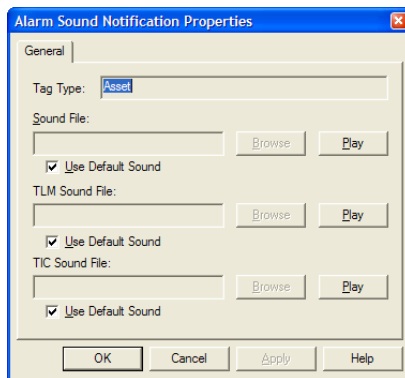 Alarm Sound Notification Properties
General
Tag Type: Asset
Sound File:
Browse Play
Use Default Sound
TLM Sound File:
Browse Play
Use Default Sound
TIC Sound File:
Browse Play
Use Default Sound
OK Cancel Apply Help